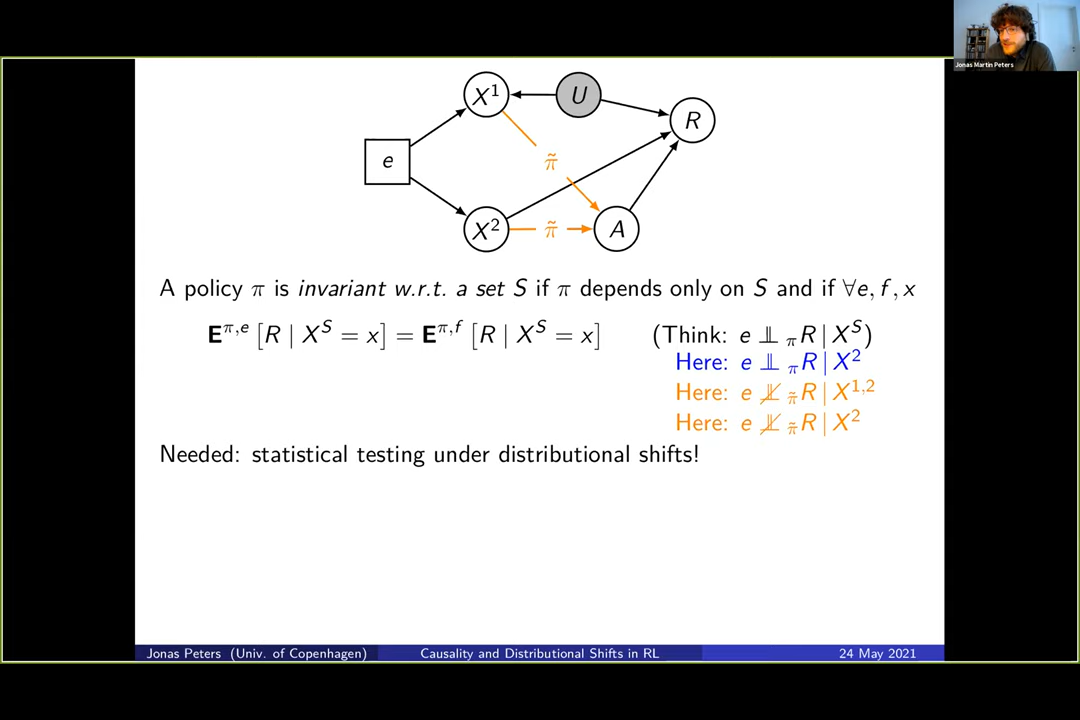 Jonas Martin Peters
X¹
U
R
e
π̃
X²
π̃
A
A policy π is invariant w.r.t. a set S if π depends only on S and if ∀e, f, x
𝐄^{π,e} [R | X^S = x] = 𝐄^{π,f} [R | X^S = x] (Think: e ⫫_π R | X^S)
Here: e ⫫_π R | X²
Here: e ⫫̸_π̃ R | X^{1,2}
Here: e ⫫̸_π̃ R | X²
Needed: statistical testing under distributional shifts!
Jonas Peters (Univ. of Copenhagen) Causality and Distributional Shifts in RL 24 May 2021